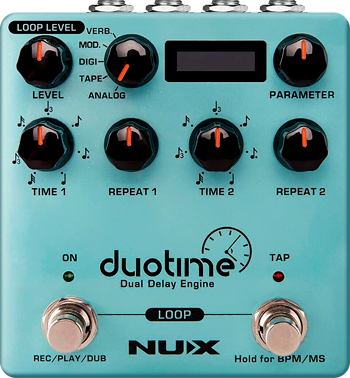 LOOP LEVEL
VERB.
MOD.
DIGI
TAPE
ANALOG
LEVEL
PARAMETER
TIME 1
REPEAT 1
TIME 2
REPEAT 2
ON
duotime
TAP
Dual Delay Engine
LOOP
REC/PLAY/DUB
NUX
Hold for BPM/MS